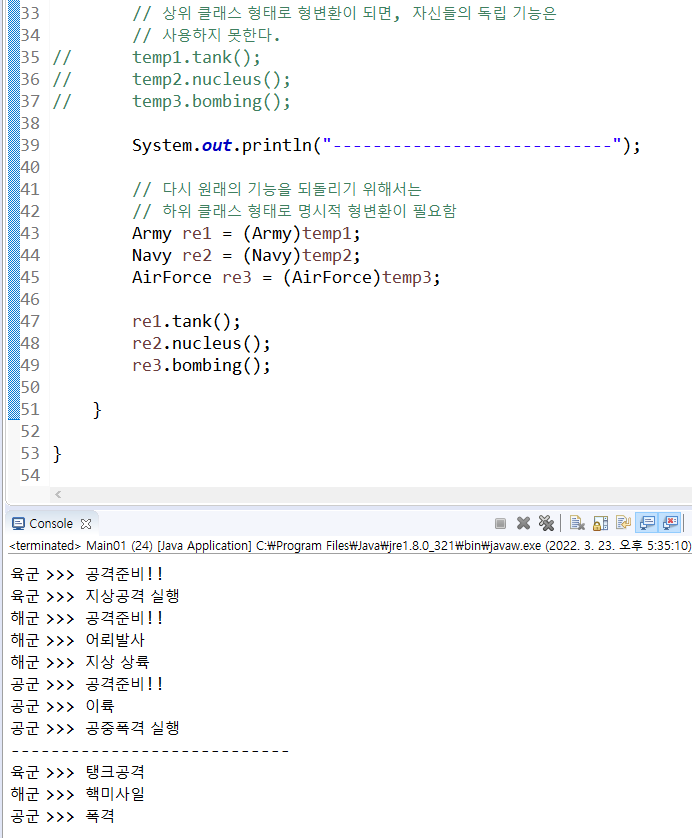 33 // 상위 클래스 형태로 형변환이 되면, 자신들의 독립 기능은
34 // 사용하지 못한다.
35 // temp1.tank();
36 // temp2.nucleus();
37 // temp3.bombing();
38
39 System.out.println("----------------------------");
40
41 // 다시 원래의 기능을 되돌리기 위해서는
42 // 하위 클래스 형태로 명시적 형변환이 필요함
43 Army re1 = (Army)temp1;
44 Navy re2 = (Navy)temp2;
45 AirForce re3 = (AirForce)temp3;
46
47 re1.tank();
48 re2.nucleus();
49 re3.bombing();
50
51 }
52
53 }
54
Console
<terminated> Main01 (24) [Java Application] C:₩Program Files₩Java₩jre1.8.0_321₩bin₩javaw.exe (2022. 3. 23. 오후 5:35:10)
육군 >>> 공격준비!!
육군 >>> 지상공격 실행
해군 >>> 공격준비!!
해군 >>> 어뢰발사
해군 >>> 지상 상륙
공군 >>> 공격준비!!
공군 >>> 이륙
공군 >>> 공중폭격 실행
----------------------------
육군 >>> 탱크공격
해군 >>> 핵미사일
공군 >>> 폭격